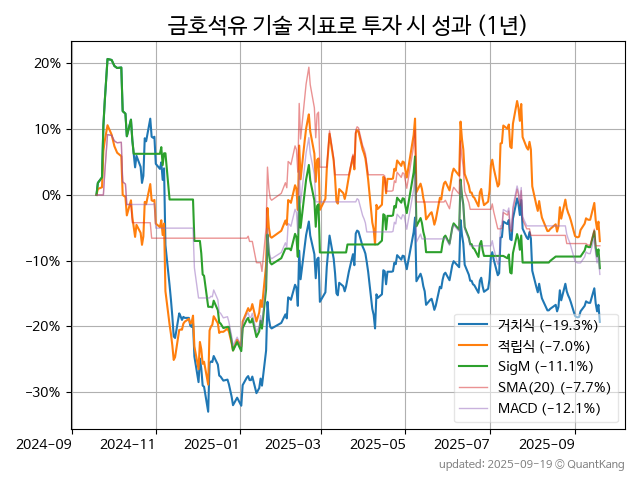 금호석유 기술 지표로 투자 시 성과 (1년)
20%
10%
0%
−10%
−20%
−30%
거치식 (−19.3%)
적립식 (−7.0%)
SigM (−11.1%)
SMA(20) (−7.7%)
MACD (−12.1%)
2024-09 2024-11 2025-01 2025-03 2025-05 2025-07 2025-09
updated: 2025-09-19 © QuantKang